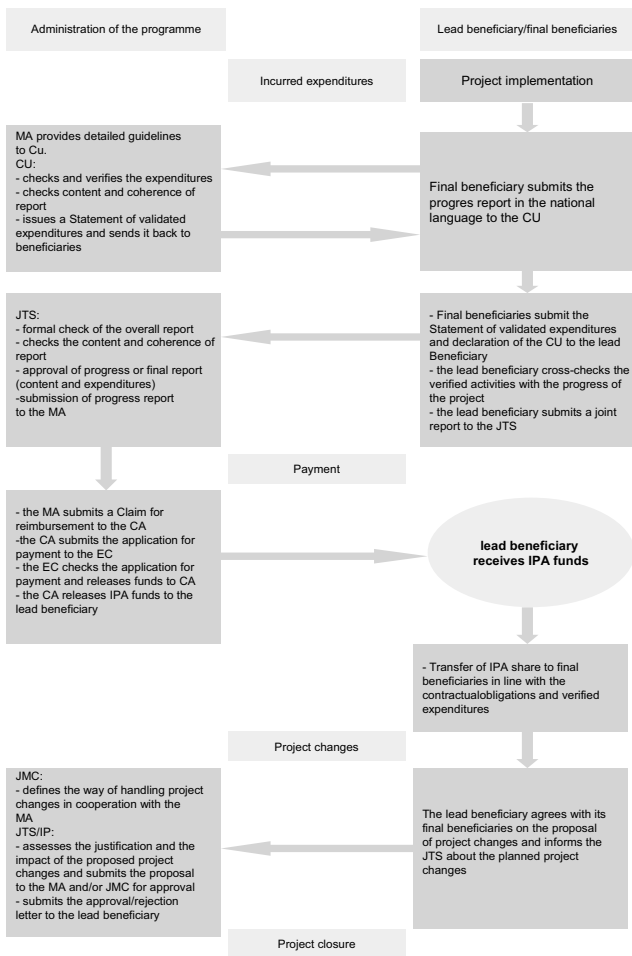 Administration of the programme
Lead beneficiary/final beneficiaries
Incurred expenditures
Project implementation
MA provides detailed guidelines
to Cu.
CU:
- checks and verifies the expenditures
- checks content and coherence of
report
- issues a Statement of validated
expenditures and sends it back to
beneficiaries
Final beneficiary submits the
progres report in the national
language to the CU
JTS:
- formal check of the overall report
- checks the content and coherence of
report
- approval of progress or final report
(content and expenditures)
-submission of progress report
to the MA
- Final beneficiaries submit the
Statement of validated expenditures
and declaration of the CU to the lead
Beneficiary
- the lead beneficiary cross-checks the
verified activities with the progress of
the project
- the lead beneficiary submits a joint
report to the JTS
Payment
- the MA submits a Claim for
reimbursement to the CA
-the CA submits the application for
payment to the EC
- the EC checks the application for
payment and releases funds to CA
- the CA releases IPA funds to the
lead beneficiary
lead beneficiary
receives IPA funds
- Transfer of IPA share to final
beneficiaries in line with the
contractualobligations and verified
expenditures
Project changes
JMC:
- defines the way of handling project
changes in cooperation with the
MA
JTS/IP:
- assesses the justification and the
impact of the proposed project
changes and submits the proposal
to the MA and/or JMC for approval
- submits the approval/rejection
letter to the lead beneficiary
The lead beneficiary agrees with its
final beneficiaries on the proposal
of project changes and informs the
JTS about the planned project
changes
Project closure